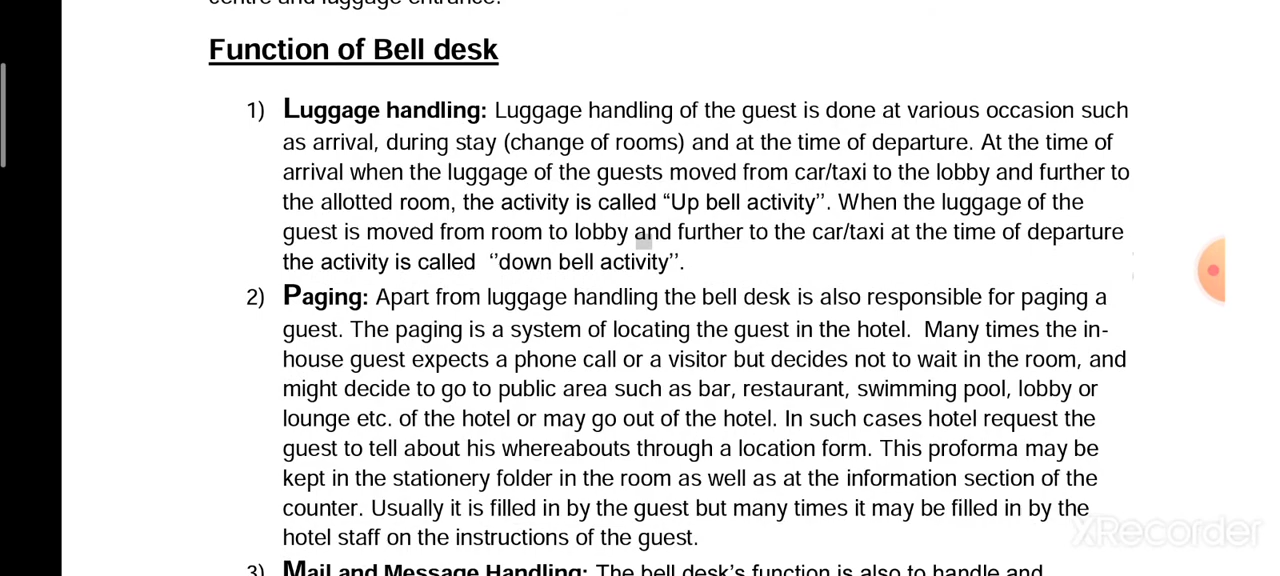 centre and luggage entrance.
Function of Bell desk
1) Luggage handling: Luggage handling of the guest is done at various occasion such
as arrival, during stay (change of rooms) and at the time of departure. At the time of
arrival when the luggage of the guests moved from car/taxi to the lobby and further to
the allotted room, the activity is called “Up bell activity’’. When the luggage of the
guest is moved from room to lobby and further to the car/taxi at the time of departure
the activity is called ‘’down bell activity’’.
2) Paging: Apart from luggage handling the bell desk is also responsible for paging a
guest. The paging is a system of locating the guest in the hotel. Many times the in-
house guest expects a phone call or a visitor but decides not to wait in the room, and
might decide to go to public area such as bar, restaurant, swimming pool, lobby or
lounge etc. of the hotel or may go out of the hotel. In such cases hotel request the
guest to tell about his whereabouts through a location form. This proforma may be
kept in the stationery folder in the room as well as at the information section of the
counter. Usually it is filled in by the guest but many times it may be filled in by the
hotel staff on the instructions of the guest.
XRecorder
3) Mail and Message Handling: The bell desk’s function is also to handle and